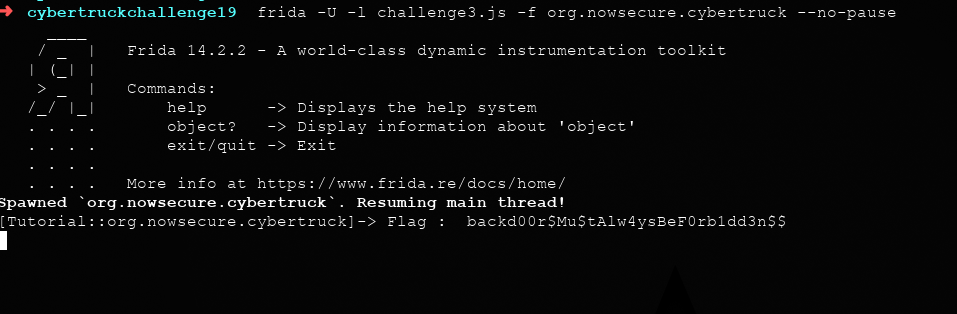 ➜  cybertruckchallenge19  frida -U -l challenge3.js -f org.nowsecure.cybertruck --no-pause
     ____
    / _  |   Frida 14.2.2 - A world-class dynamic instrumentation toolkit
   | (_| |
    > _  |   Commands:
   /_/ |_|       help      -> Displays the help system
   . . . .       object?   -> Display information about 'object'
   . . . .       exit/quit -> Exit
   . . . .
   . . . .   More info at https://www.frida.re/docs/home/
Spawned `org.nowsecure.cybertruck`. Resuming main thread!
[Tutorial::org.nowsecure.cybertruck]-> Flag :  backd00r$Mu$tAlw4ysBeF0rb1dd3n$$